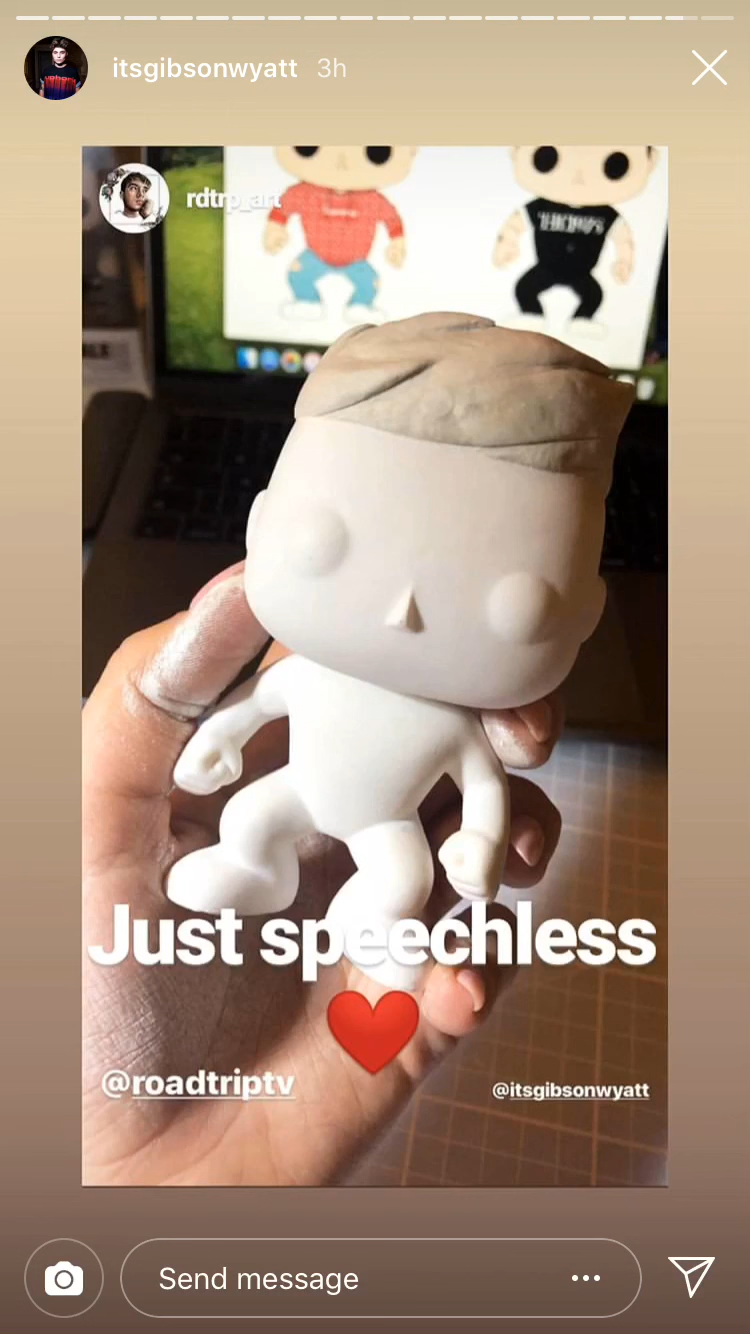 itsgibsonwyatt 3h
rdtrp_art
Just speechless
@roadtriptv
@itsgibsonwyatt
Send message